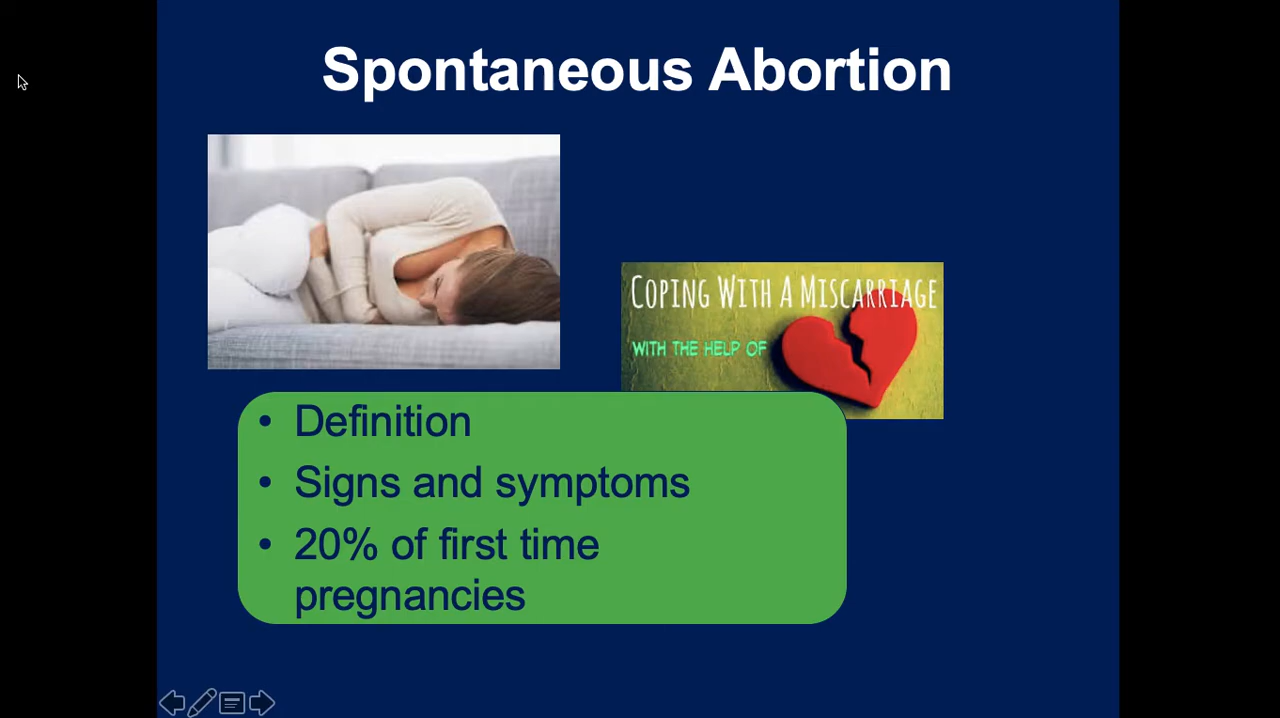 Spontaneous Abortion
COPING WITH A MISCARRIAGE
WITH THE HELP OF
• Definition
• Signs and symptoms
• 20% of first time
pregnancies